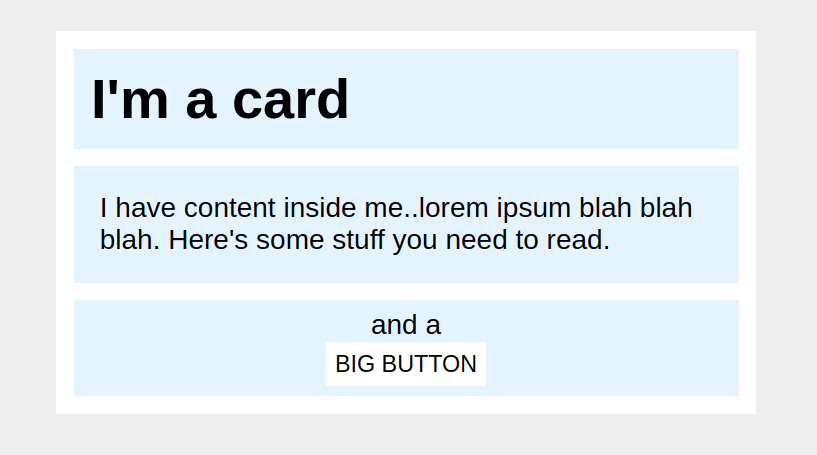 I'm a card
I have content inside me..lorem ipsum blah blah
blah. Here's some stuff you need to read.
and a
BIG BUTTON